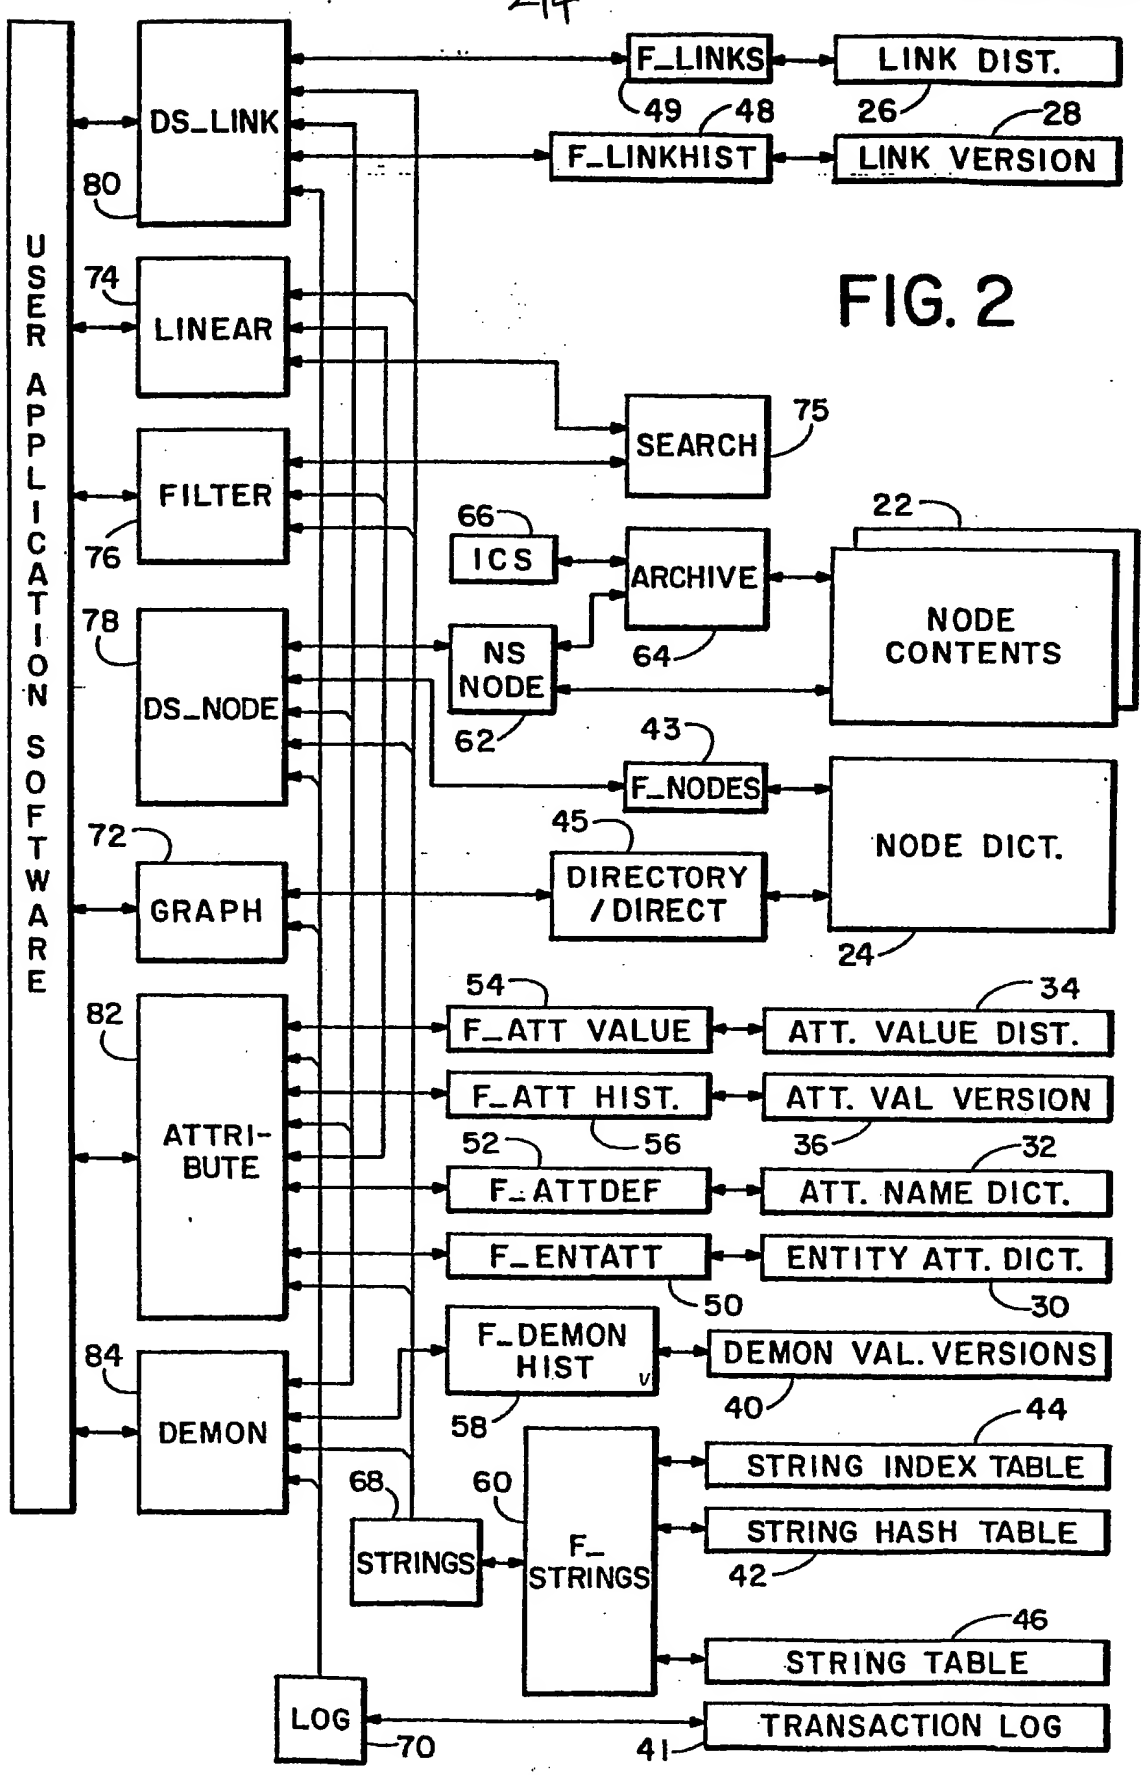 2/4
F_LINKS
LINK DIST.
49
26
48
28
DS_LINK
F_LINKHIST
LINK VERSION
80
USER APPLICATION SOFTWARE
74
LINEAR
FIG. 2
75
SEARCH
FILTER
76
66
ICS
22
ARCHIVE
64
NODE
CONTENTS
78
NS
NODE
62
DS_NODE
43
F_NODES
72
45
NODE DICT.
GRAPH
DIRECTORY
/DIRECT
24
54
34
82
F_ATT VALUE
ATT. VALUE DIST.
F_ATT HIST.
ATT. VAL VERSION
ATTRI-
BUTE
52
56
36
32
F_ATTDEF
ATT. NAME DICT.
F_ENTATT
ENTITY ATT. DICT.
50
30
84
F_DEMON
HIST
V
DEMON VAL. VERSIONS
58
40
DEMON
44
68
60
STRING INDEX TABLE
STRING HASH TABLE
42
STRINGS
F_
STRINGS
46
STRING TABLE
LOG
70
41
TRANSACTION LOG